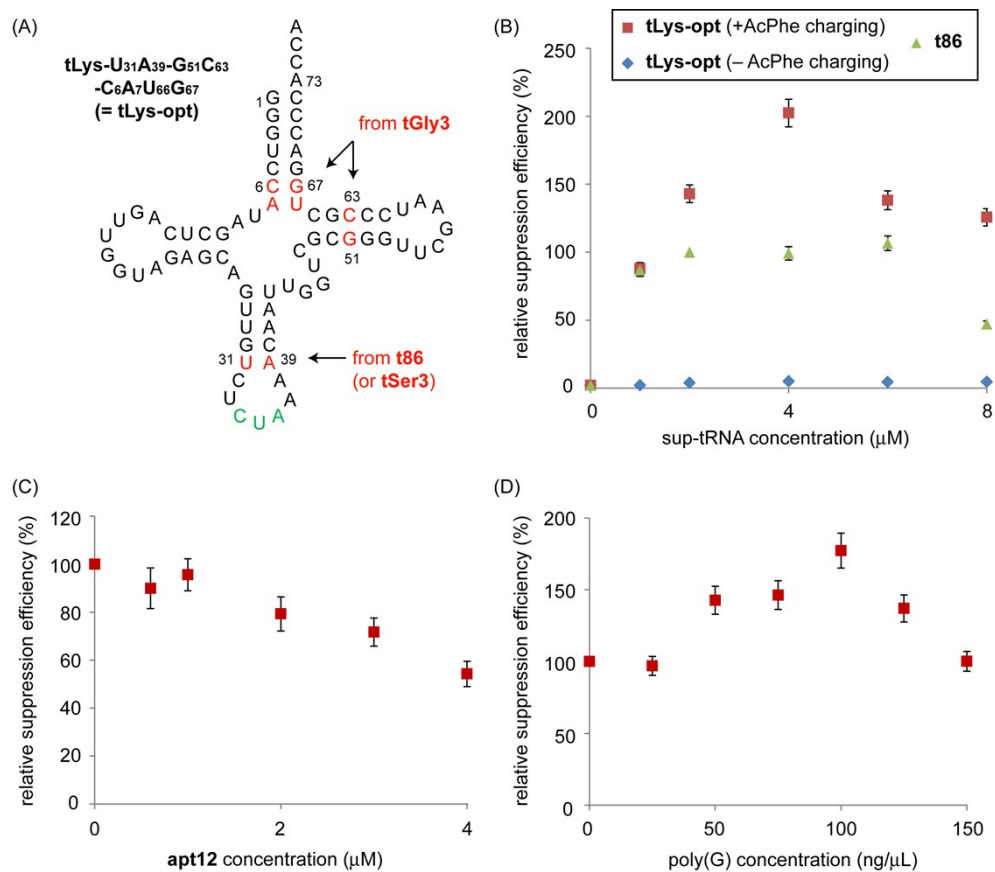 (A)
tLys-U31A39-G51C63
-C6A7U66G67
(= tLys-opt)
A
C
C
A 73
1 G C
G C
G C
U A
C G
6 C G 67
A U
from tGly3
63
U A G C U C A G U U G G U A G A G C A
C G C C C U A A G C U U G G G C G C
51
U G G U U
G U
U A
U A
G C
31 U A 39
C A
U A
C U A
from t86
(or tSer3)
(B)
tLys-opt (+AcPhe charging)
tLys-opt (– AcPhe charging)
t86
relative suppression efficiency (%)
250
200
150
100
50
0
0 4 8
sup-tRNA concentration (μM)
(C)
relative suppression efficiency (%)
120
100
80
60
40
20
0
0 2 4
apt12 concentration (μM)
(D)
relative suppression efficiency (%)
200
150
100
50
0
0 50 100 150
poly(G) concentration (ng/μL)